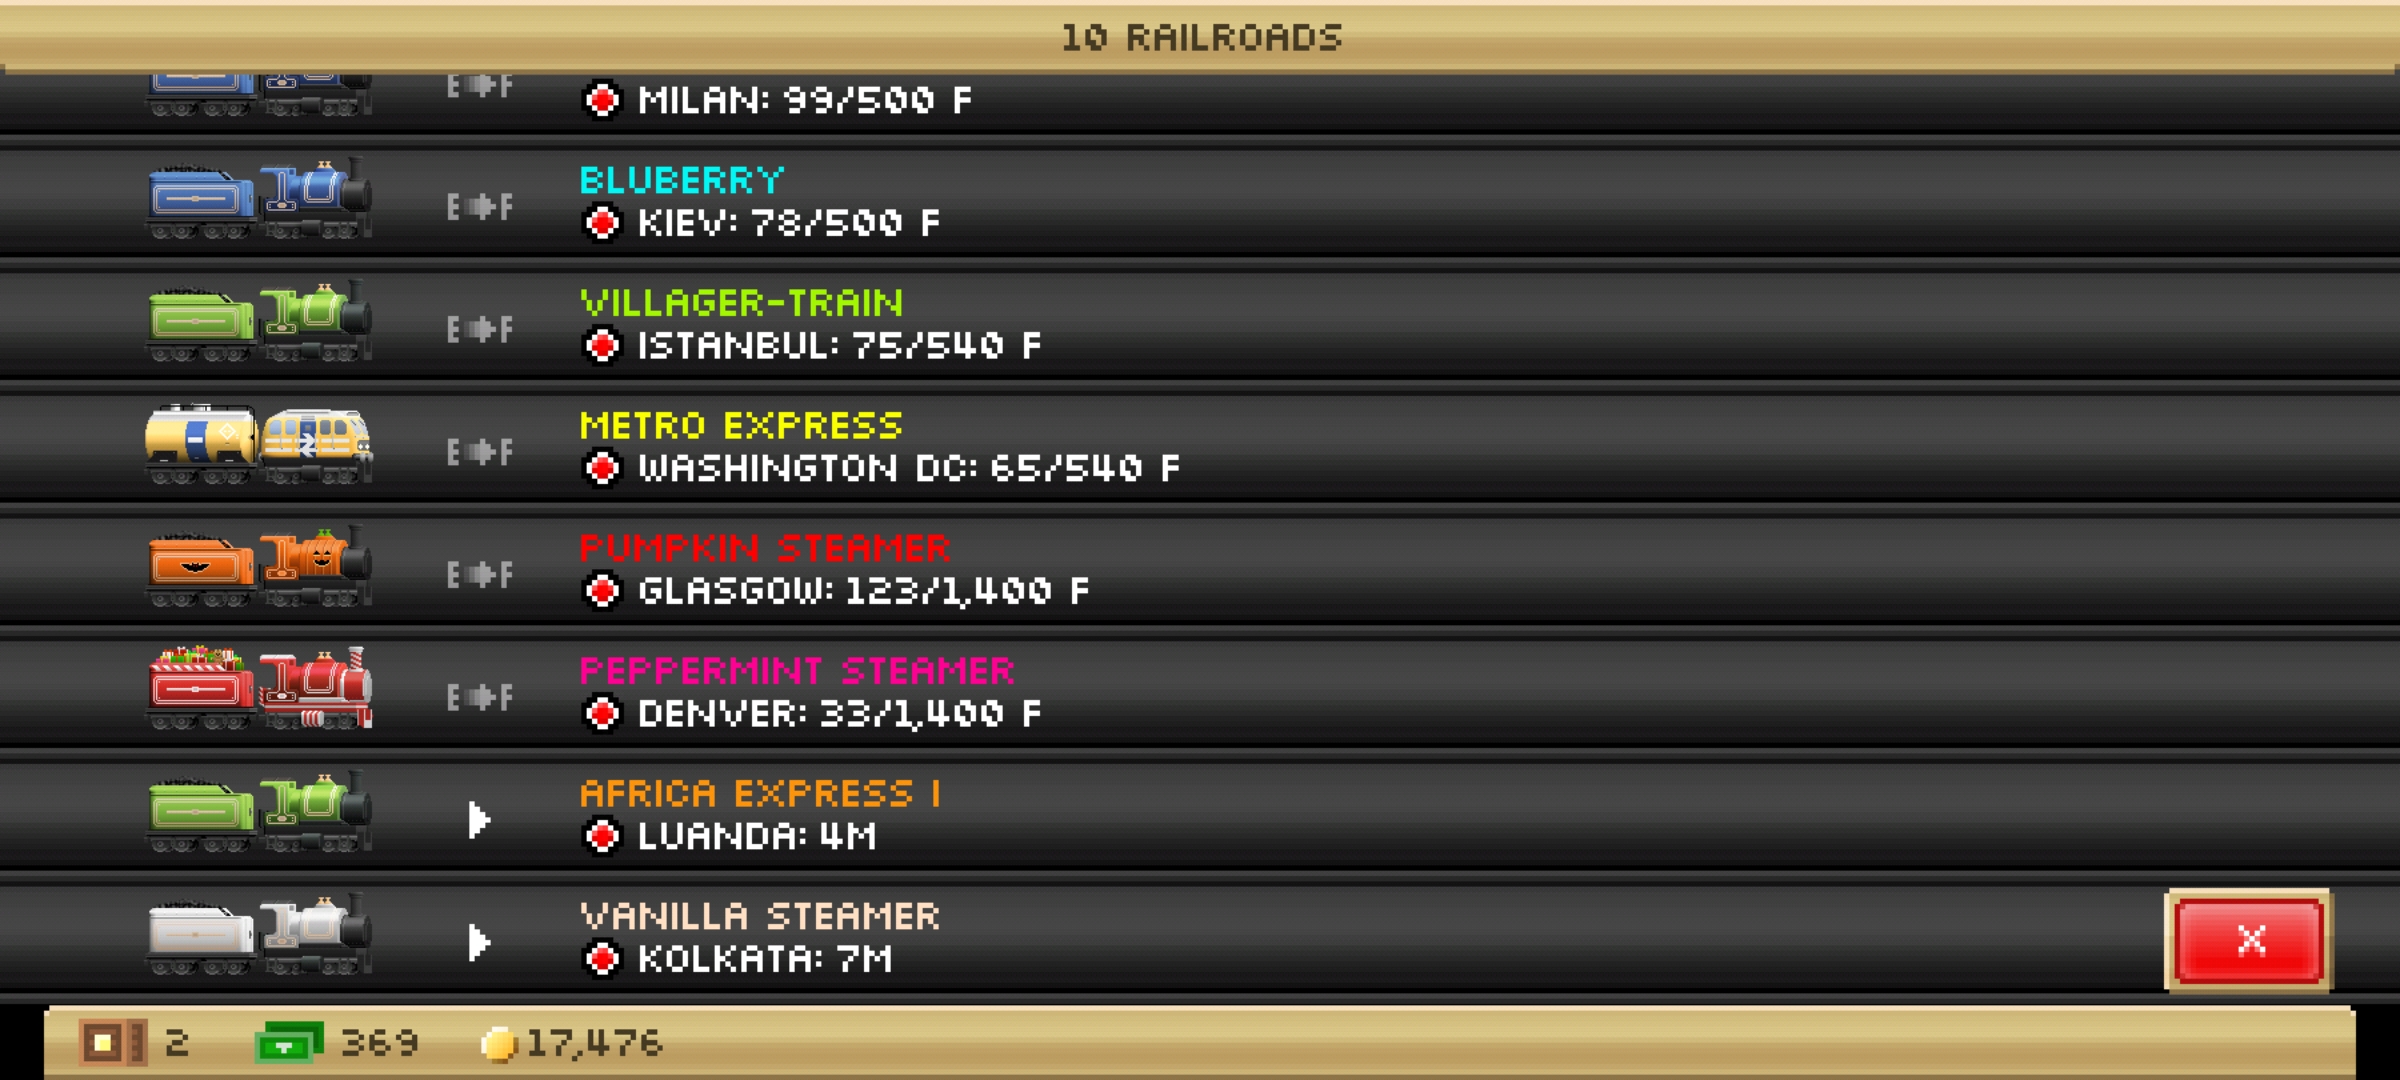 10 RAILROADS
E F
MILAN: 99/500 F
BLUBERRY
E F
KIEV: 78/500 F
VILLAGER-TRAIN
E F
ISTANBUL: 75/540 F
METRO EXPRESS
E F
WASHINGTON DC: 65/540 F
PUMPKIN STEAMER
E F
GLASGOW: 123/1,400 F
PEPPERMINT STEAMER
E F
DENVER: 33/1,400 F
AFRICA EXPRESS I
LUANDA: 4M
VANILLA STEAMER
KOLKATA: 7M
X
2 369 17,476